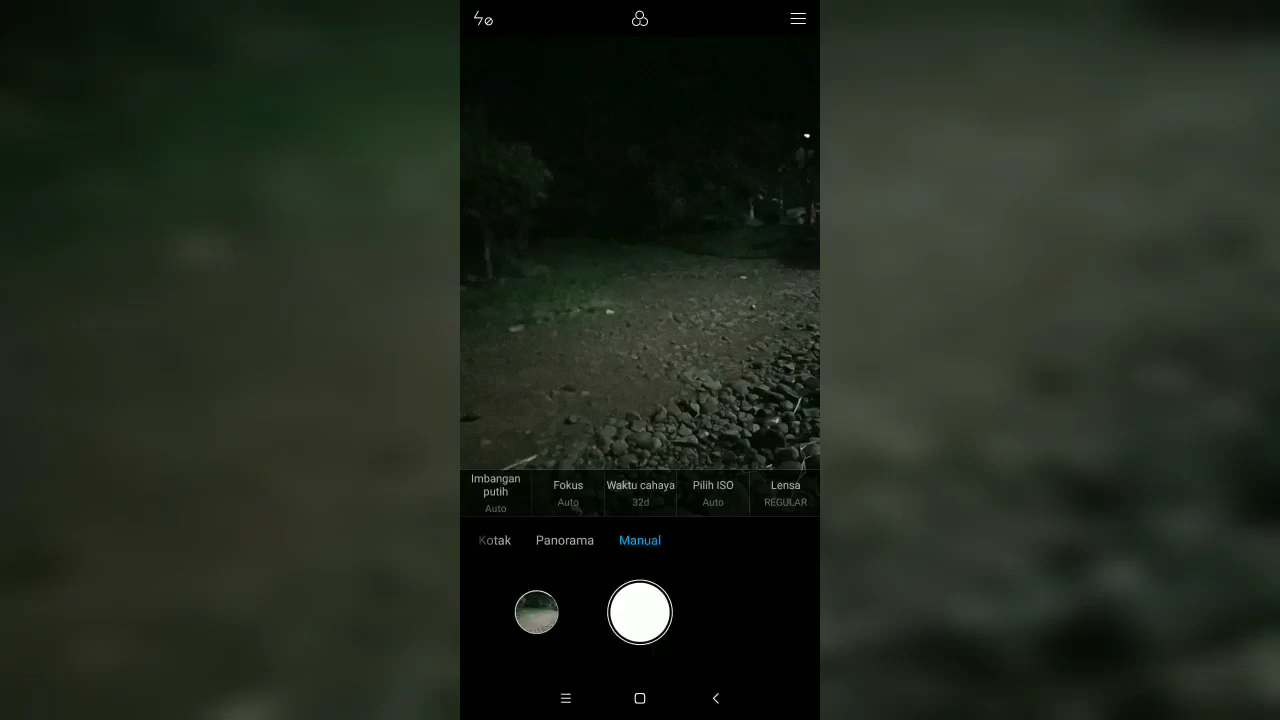 Imbangan
putih
Auto
Fokus
Auto
Waktu cahaya
32d
Pilih ISO
Auto
Lensa
REGULAR
Kotak
Panorama
Manual